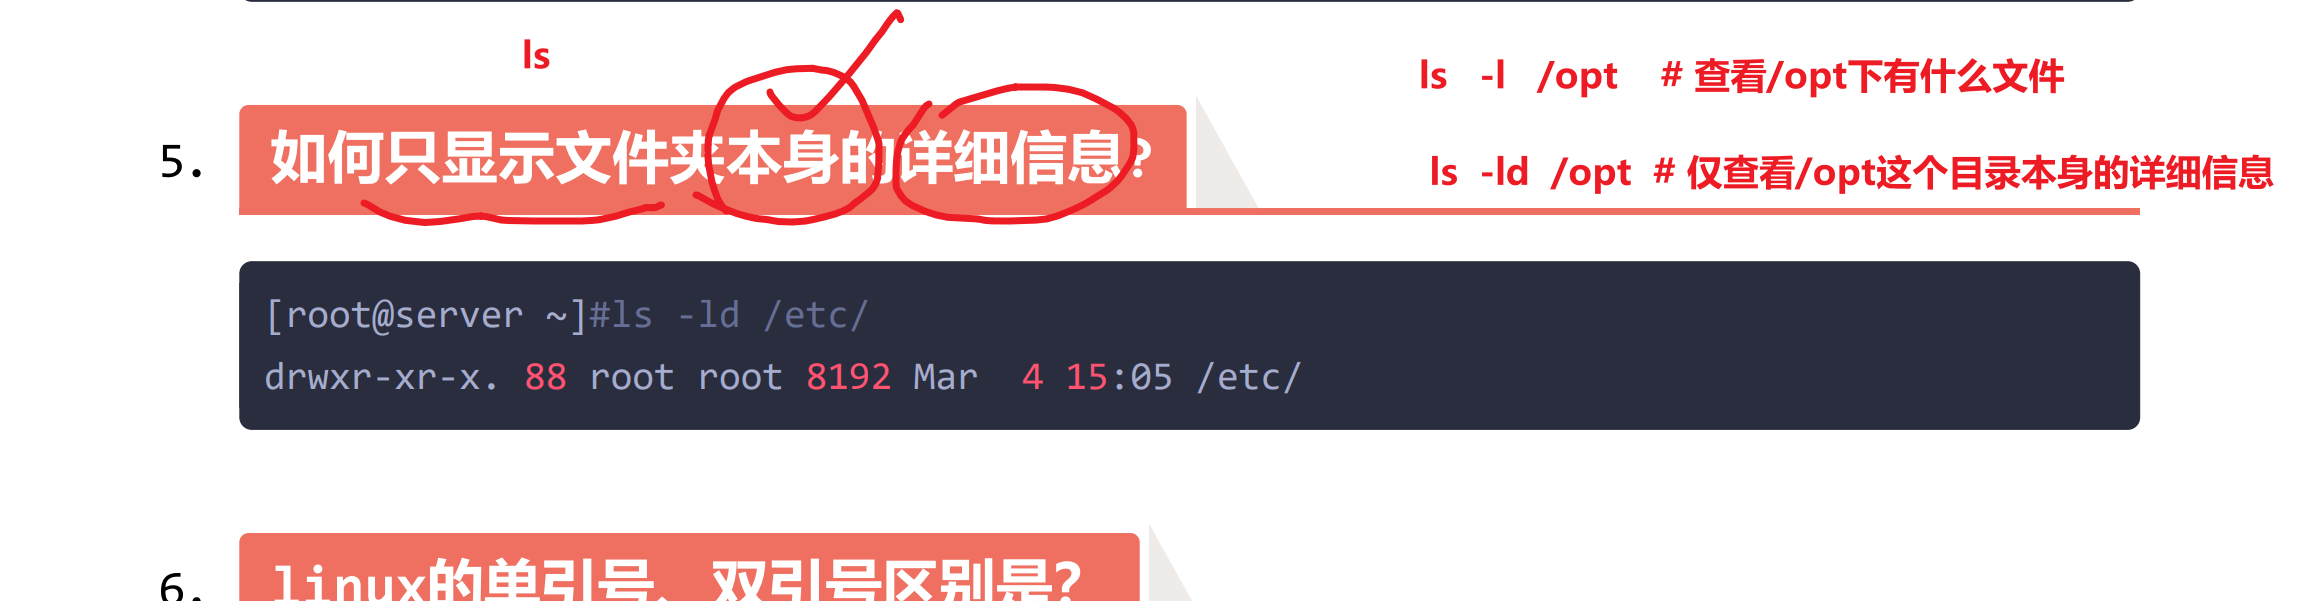 ls
ls -l /opt # 查看/opt下有什么文件
5. 如何只显示文件夹本身的详细信息?
ls -ld /opt # 仅查看/opt这个目录本身的详细信息
[root@server ~]#ls -ld /etc/
drwxr-xr-x. 88 root root 8192 Mar  4 15:05 /etc/
6. linux的单引号、双引号区别是?